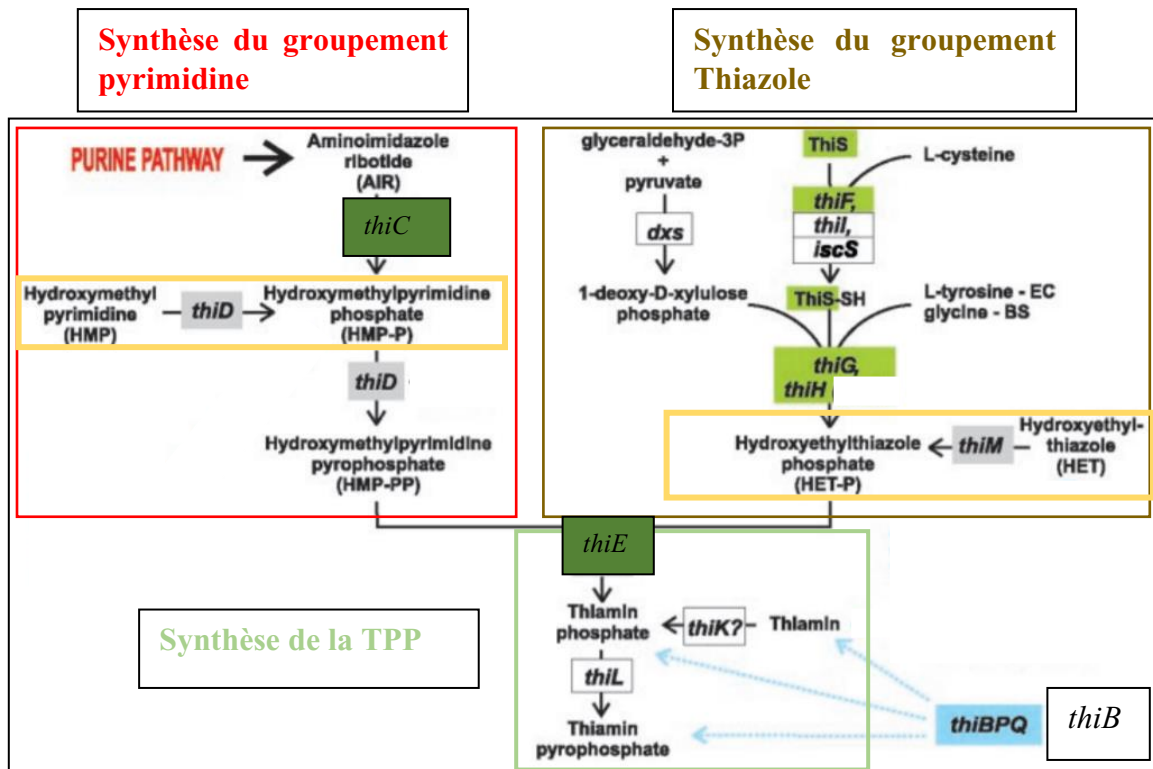 Synthèse du groupement
pyrimidine
Synthèse du groupement
Thiazole
PURINE PATHWAY
Aminoimidazole
ribotide
(AIR)
thiC
Hydroxymethyl
pyrimidine
(HMP)
thiD
Hydroxymethylpyrimidine
phosphate
(HMP-P)
thiD
Hydroxymethylpyrimidine
pyrophosphate
(HMP-PP)
glyceraldehyde-3P
+
pyruvate
dxs
1-deoxy-D-xylulose
phosphate
ThiS
L-cysteine
thiF,
thiI,
iscS
ThiS-SH
L-tyrosine - EC
glycine - BS
thiG,
thiH
Hydroxyethylthiazole
phosphate
(HET-P)
thiM
Hydroxyethyl-
thiazole
(HET)
thiE
Synthèse de la TPP
Thiamin
phosphate
thiK?
Thiamin
thiL
Thiamin
pyrophosphate
thiBPQ
thiB